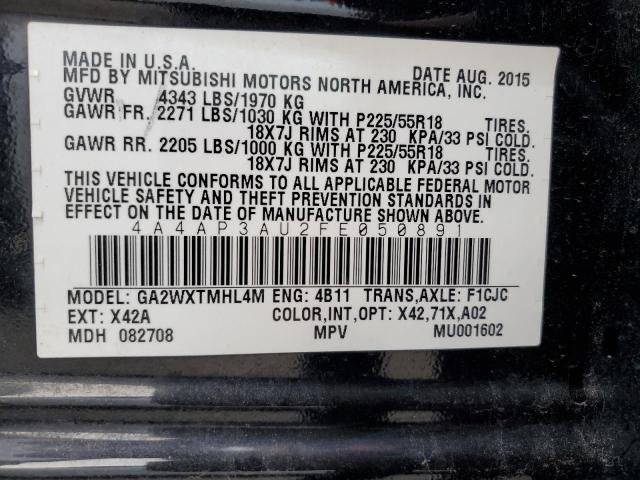 MADE IN U.S.A. DATE AUG. 2015
MFD BY MITSUBISHI MOTORS NORTH AMERICA, INC.
GVWR 4343 LBS/1970 KG
GAWR FR. 2271 LBS/1030 KG WITH P225/55R18 TIRES.
18X7J RIMS AT 230 KPA/33 PSI COLD.
GAWR RR. 2205 LBS/1000 KG WITH P225/55R18 TIRES.
18X7J RIMS AT 230 KPA/33 PSI COLD.
THIS VEHICLE CONFORMS TO ALL APPLICABLE FEDERAL MOTOR
VEHICLE SAFETY AND THEFT PREVENTION STANDARDS IN
EFFECT ON THE DATE OF MANUFACTURE SHOWN ABOVE.
4A4AP3AU2FE050891
MODEL: GA2WXTMHL4M ENG: 4B11 TRANS,AXLE: F1CJC
EXT: X42A COLOR,INT,OPT: X42,71X,A02
MDH 082708 MPV MU001602